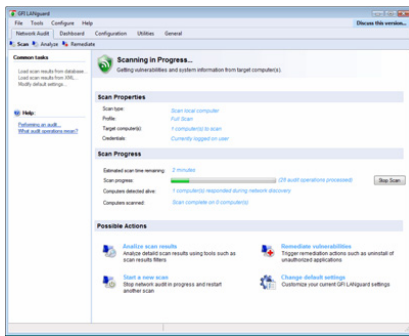 GFI LANguard
File Tools Configure Help
Discuss this version...
Network Audit Dashboard Configuration Utilities General
Scan Analyze Remediate
Common tasks
Load scan results from database...
Load scan results from XML...
Modify default settings...
Help:
Performing an audit...
What audit operations mean?
Scanning in Progress...
Getting vulnerabilities and system information from target computer(s).
Scan Properties
Scan type: Scan local computer
Profile: Full Scan
Target computer(s): 1 computer(s) to scan
Credentials: Currently logged on user
Scan Progress
Estimated scan time remaining: 2 minutes
Scan progress: (29 audit operations processed) Stop Scan
Computers detected alive: 1 computer(s) responded during network discovery
Computers scanned: Scan complete on 0 computer(s)
Possible Actions
Analyze scan results
Analyze detailed scan results using tools such as
scan results filters.
Remediate vulnerabilities
Trigger remediation actions such as uninstall of
unauthorized applications
Start a new scan
Stop network audit in progress and restart
another scan
Change default settings
Customize your current GFI LANguard settings